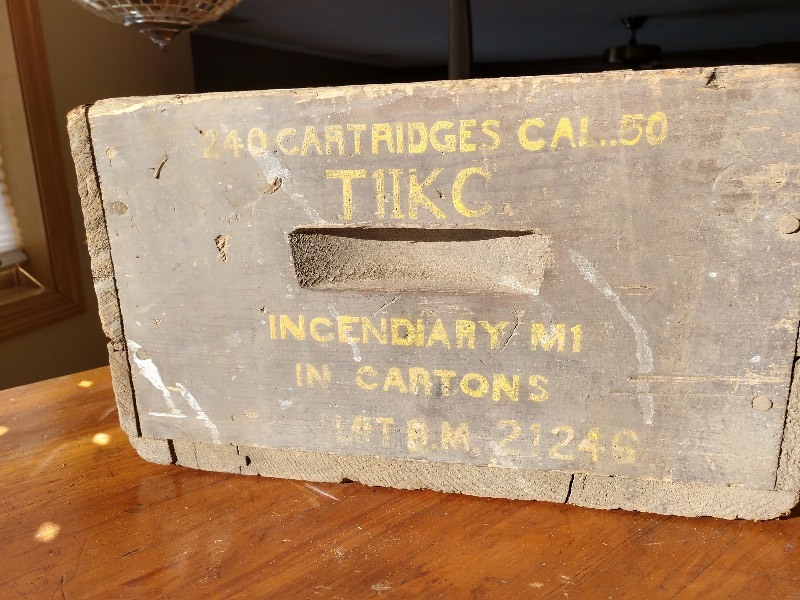 240 CARTRIDGES CAL..50
T1IKC
INCENDIARY M1
IN CARTONS
LOT B.M. 21246